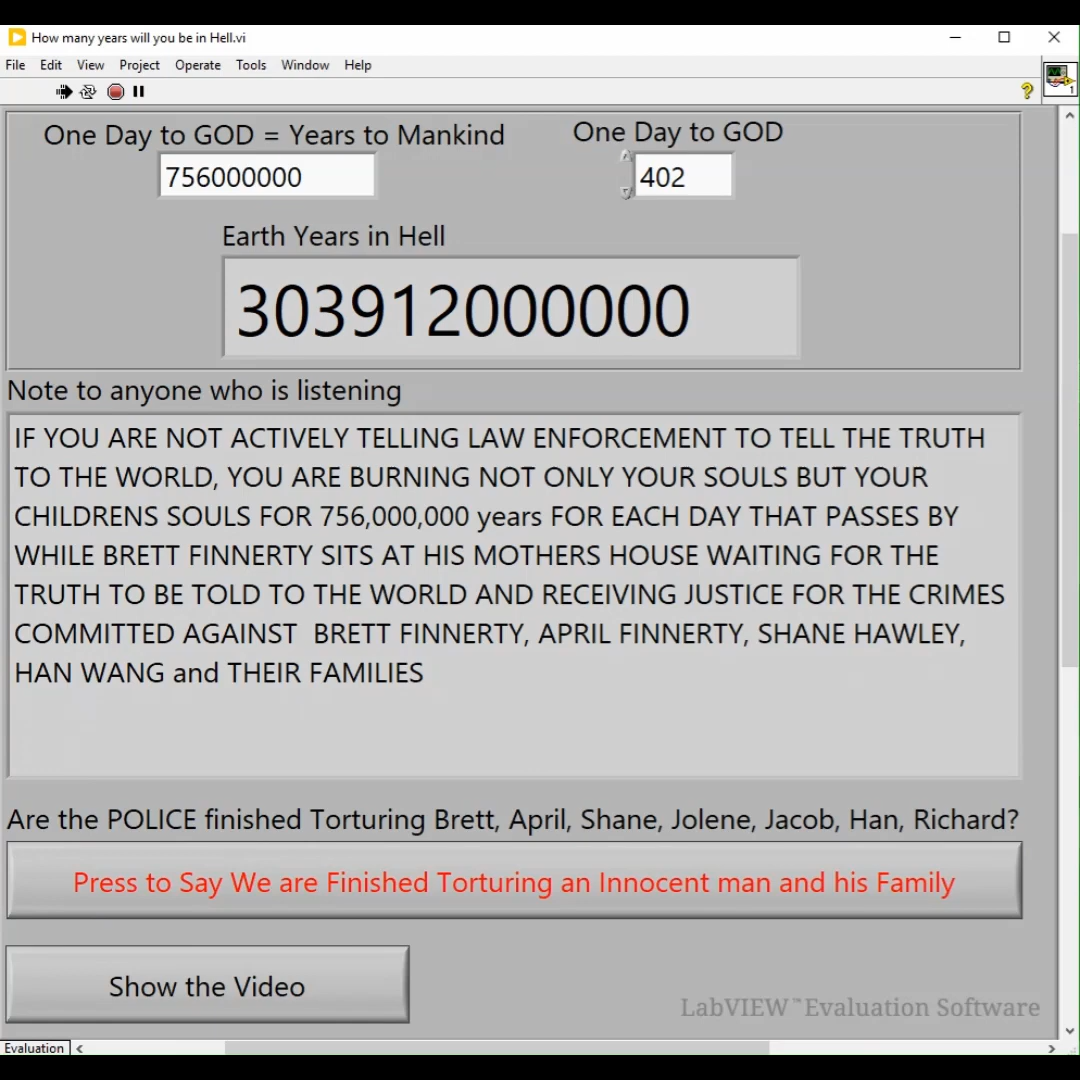 How many years will you be in Hell.vi
File Edit View Project Operate Tools Window Help
One Day to GOD = Years to Mankind
One Day to GOD
756000000
402
Earth Years in Hell
303912000000
Note to anyone who is listening
IF YOU ARE NOT ACTIVELY TELLING LAW ENFORCEMENT TO TELL THE TRUTH
TO THE WORLD, YOU ARE BURNING NOT ONLY YOUR SOULS BUT YOUR
CHILDRENS SOULS FOR 756,000,000 years FOR EACH DAY THAT PASSES BY
WHILE BRETT FINNERTY SITS AT HIS MOTHERS HOUSE WAITING FOR THE
TRUTH TO BE TOLD TO THE WORLD AND RECEIVING JUSTICE FOR THE CRIMES
COMMITTED AGAINST  BRETT FINNERTY, APRIL FINNERTY, SHANE HAWLEY,
HAN WANG and THEIR FAMILIES
Are the POLICE finished Torturing Brett, April, Shane, Jolene, Jacob, Han, Richard?
Press to Say We are Finished Torturing an Innocent man and his Family
Show the Video
LabVIEW™ Evaluation Software
Evaluation